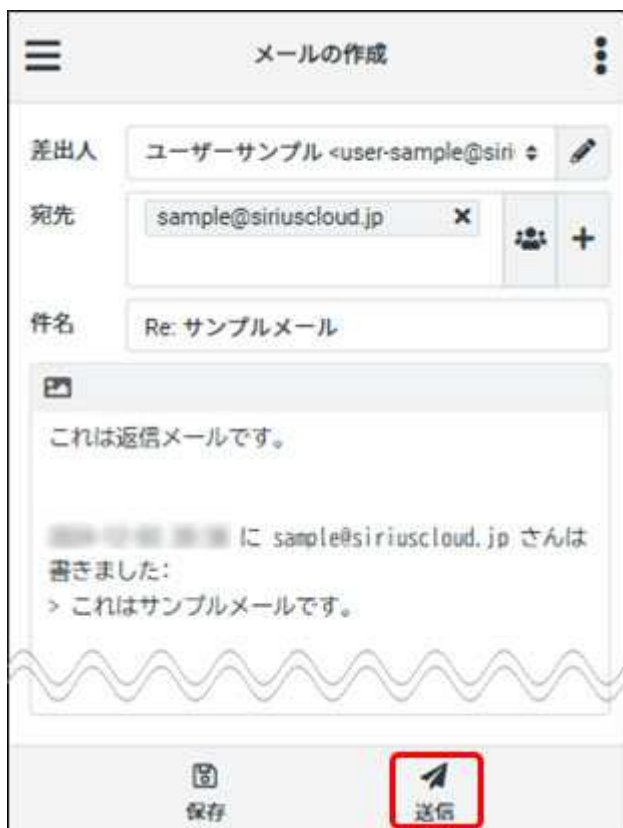 メールの作成
差出人 ユーザーサンプル <user-sample@siri
宛先 sample@siriuscloud.jp
件名 Re: サンプルメール
これは返信メールです。
に sample@siriuscloud.jp さんは
書きました:
> これはサンプルメールです。
保存 送信